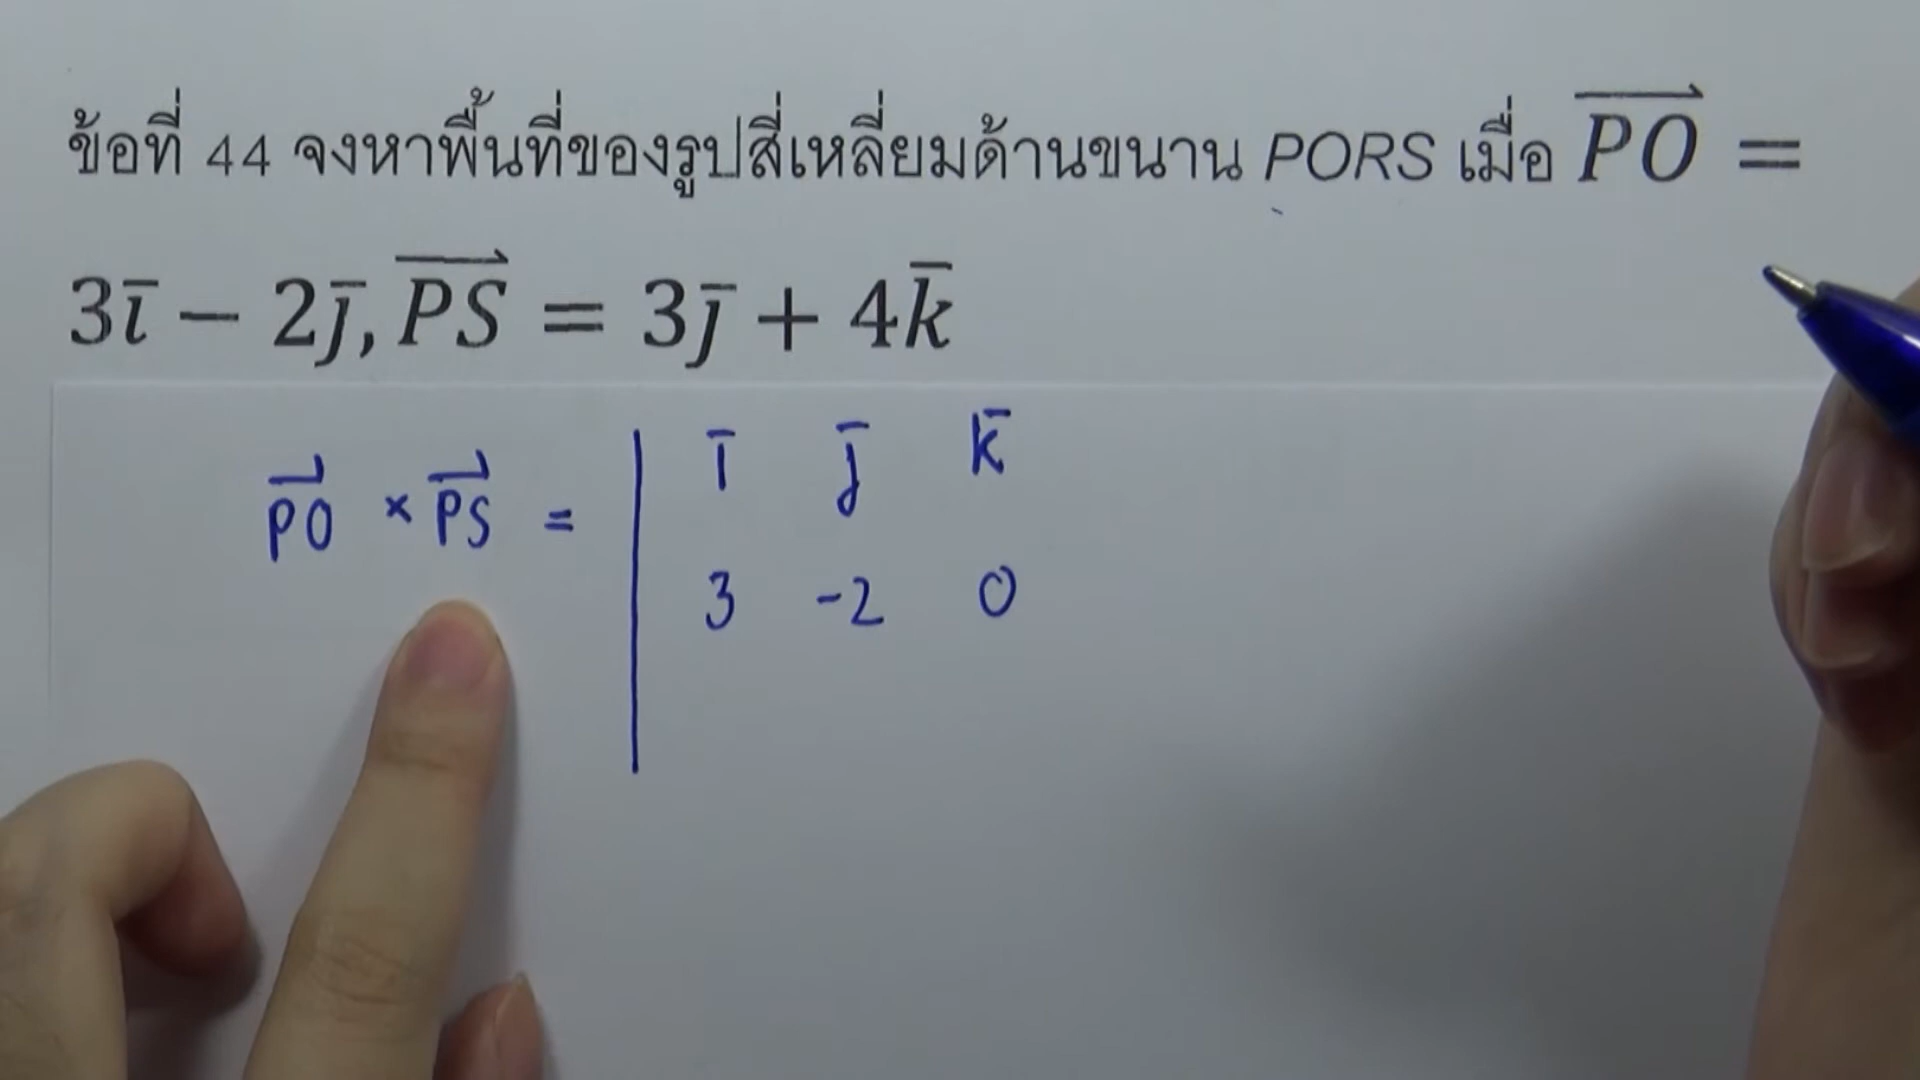 ข้อที่ 44 จงหาพื้นที่ของรูปสี่เหลี่ยมด้านขนาน PORS เมื่อ $\overrightarrow{PO}$ =
3$\bar{\imath}$ − 2$\bar{\jmath}$, $\overrightarrow{PS}$ = 3$\bar{\jmath}$ + 4$\bar{k}$
$\overrightarrow{PO}$ × $\overrightarrow{PS}$ = | $\bar{\imath}$ $\bar{\jmath}$ $\bar{k}$
3 -2 0